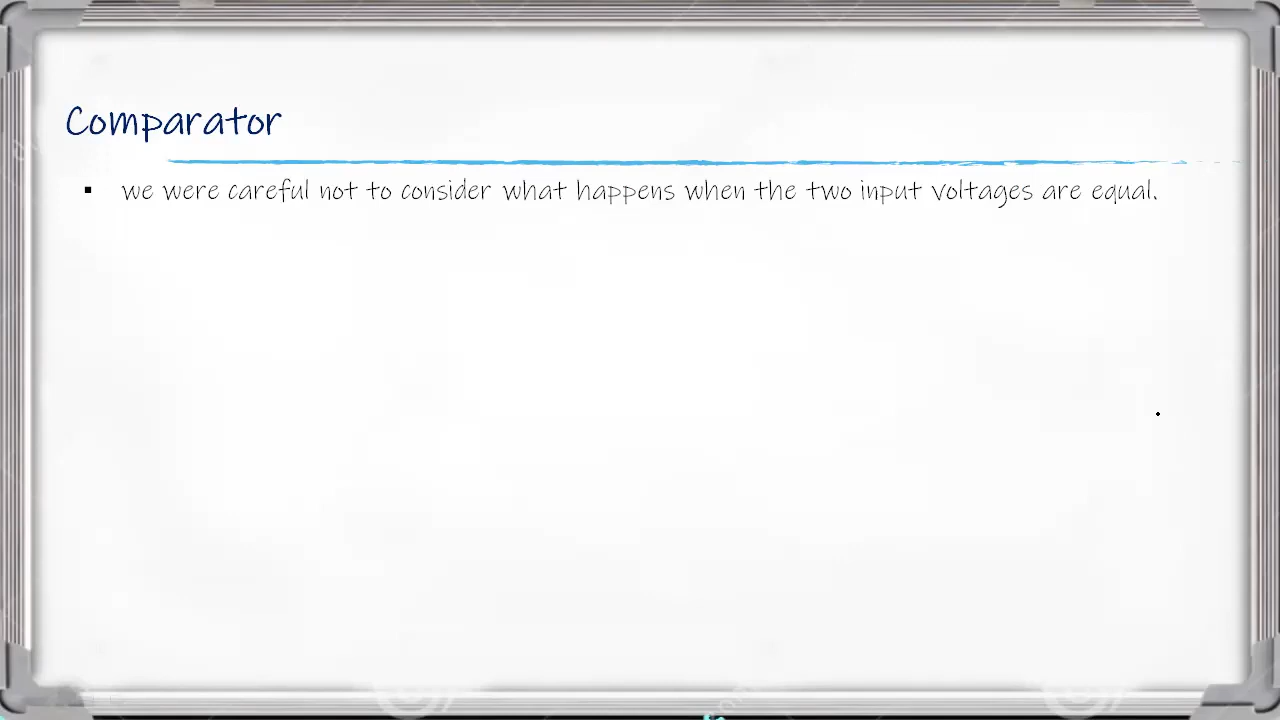 Comparator
▪ we were careful not to consider what happens when the two input voltages are equal.